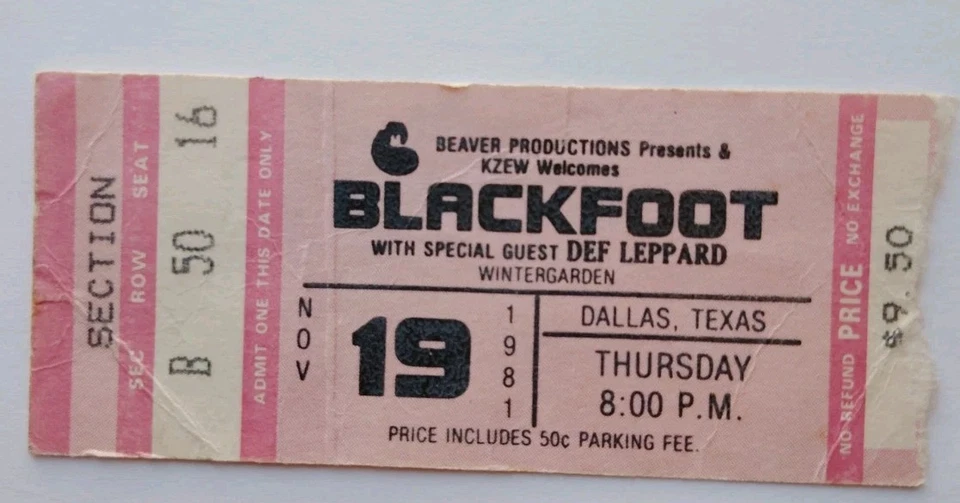 SECTION
SEC ROW SEAT
B 50 16
ADMIT ONE THIS DATE ONLY
BEAVER PRODUCTIONS Presents &
KZEW Welcomes
BLACKFOOT
WITH SPECIAL GUEST DEF LEPPARD
WINTERGARDEN
NOV
19
1981
DALLAS, TEXAS
THURSDAY
8:00 P.M.
PRICE INCLUDES 50c PARKING FEE.
NO REFUND PRICE NO EXCHANGE
$9.50